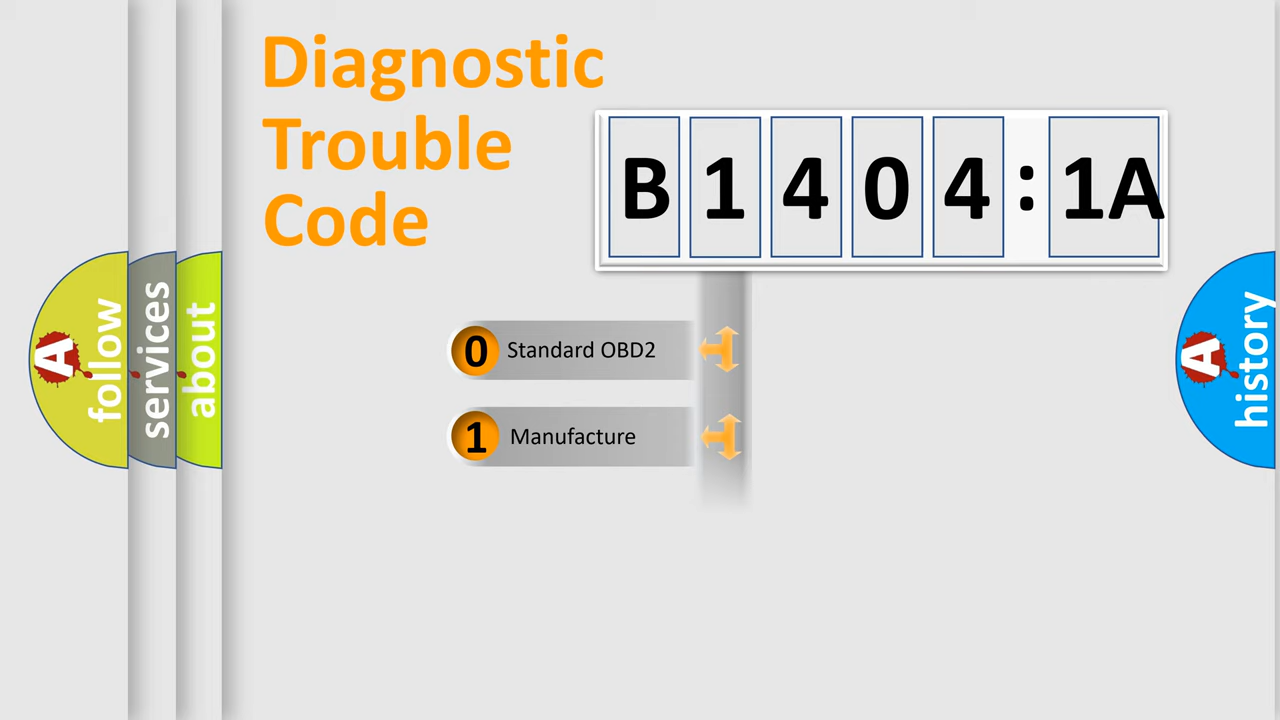 Diagnostic
Trouble
Code
B 1 4 0 4 : 1A
0 Standard OBD2
1 Manufacture
A follow
services
about
A history